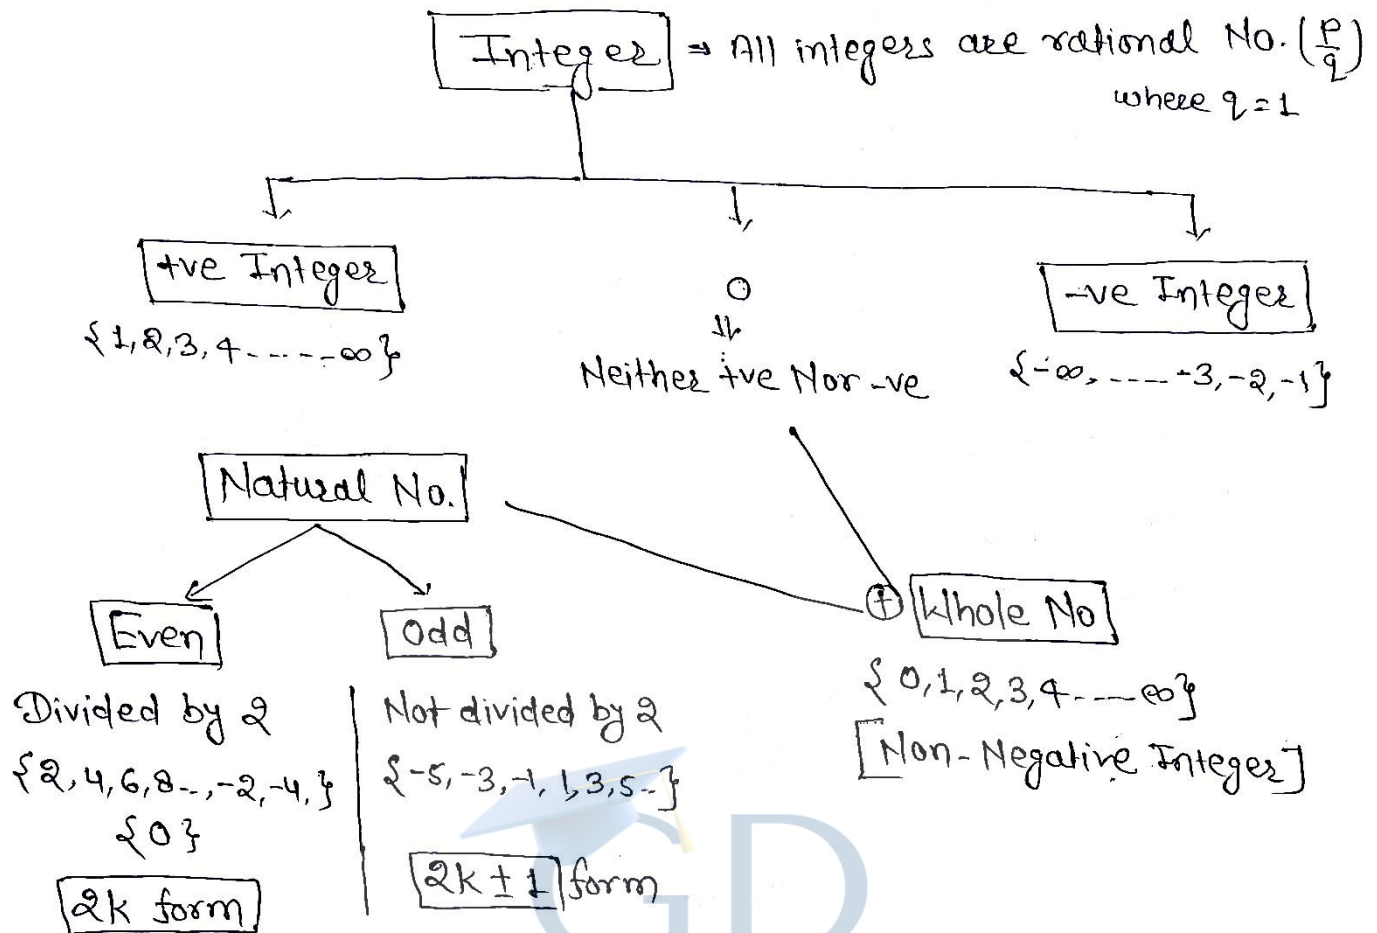 Integer ⇒ All integers are rational No. (p/q)
where q = 1
+ve Integer
{1, 2, 3, 4 ------∞}
0
⇓
Neither +ve Nor -ve
-ve Integer
{-∞, ---- -3, -2, -1}
Natural No.
Even
Divided by 2
{2, 4, 6, 8.., -2, -4,}
{0}
2k form
Odd
Not divided by 2
{-5, -3, -1, 1, 3, 5..}
2k ± 1 form
+ Whole No
{0, 1, 2, 3, 4 ---- ∞}
[Non-Negative Integer]
GD